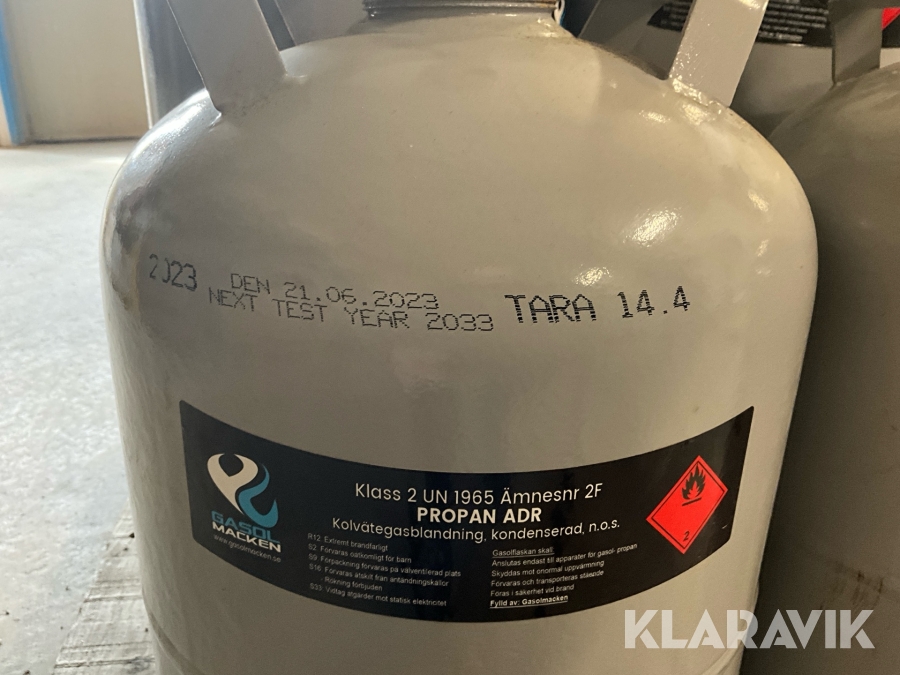 2023
DEN 21.06.2023
NEXT TEST YEAR 2033
TARA 14.4
GASOL
MACKEN
www.gasolmacken.se
Klass 2 UN 1965 Ämnesnr 2F
PROPAN ADR
Kolvätegasblandning, kondenserad, n.o.s.
R12 Extremt brandfarligt
S2 Förvaras oåtkomligt för barn
S9 Förpackning förvaras på välventilerad plats
S16 Förvaras åtskilt från antändningskällor
Rökning förbjuden
S33 Vidtag åtgärder mot statisk elektricitet
Gasolflaskan skall:
Anslutas endast till apparater för gasol- propan
Skyddas mot onormal uppvärmning
Förvaras och transporteras stående
Föras i säkerhet vid brand
Fylld av: Gasolmacken
2
KLARAVIK